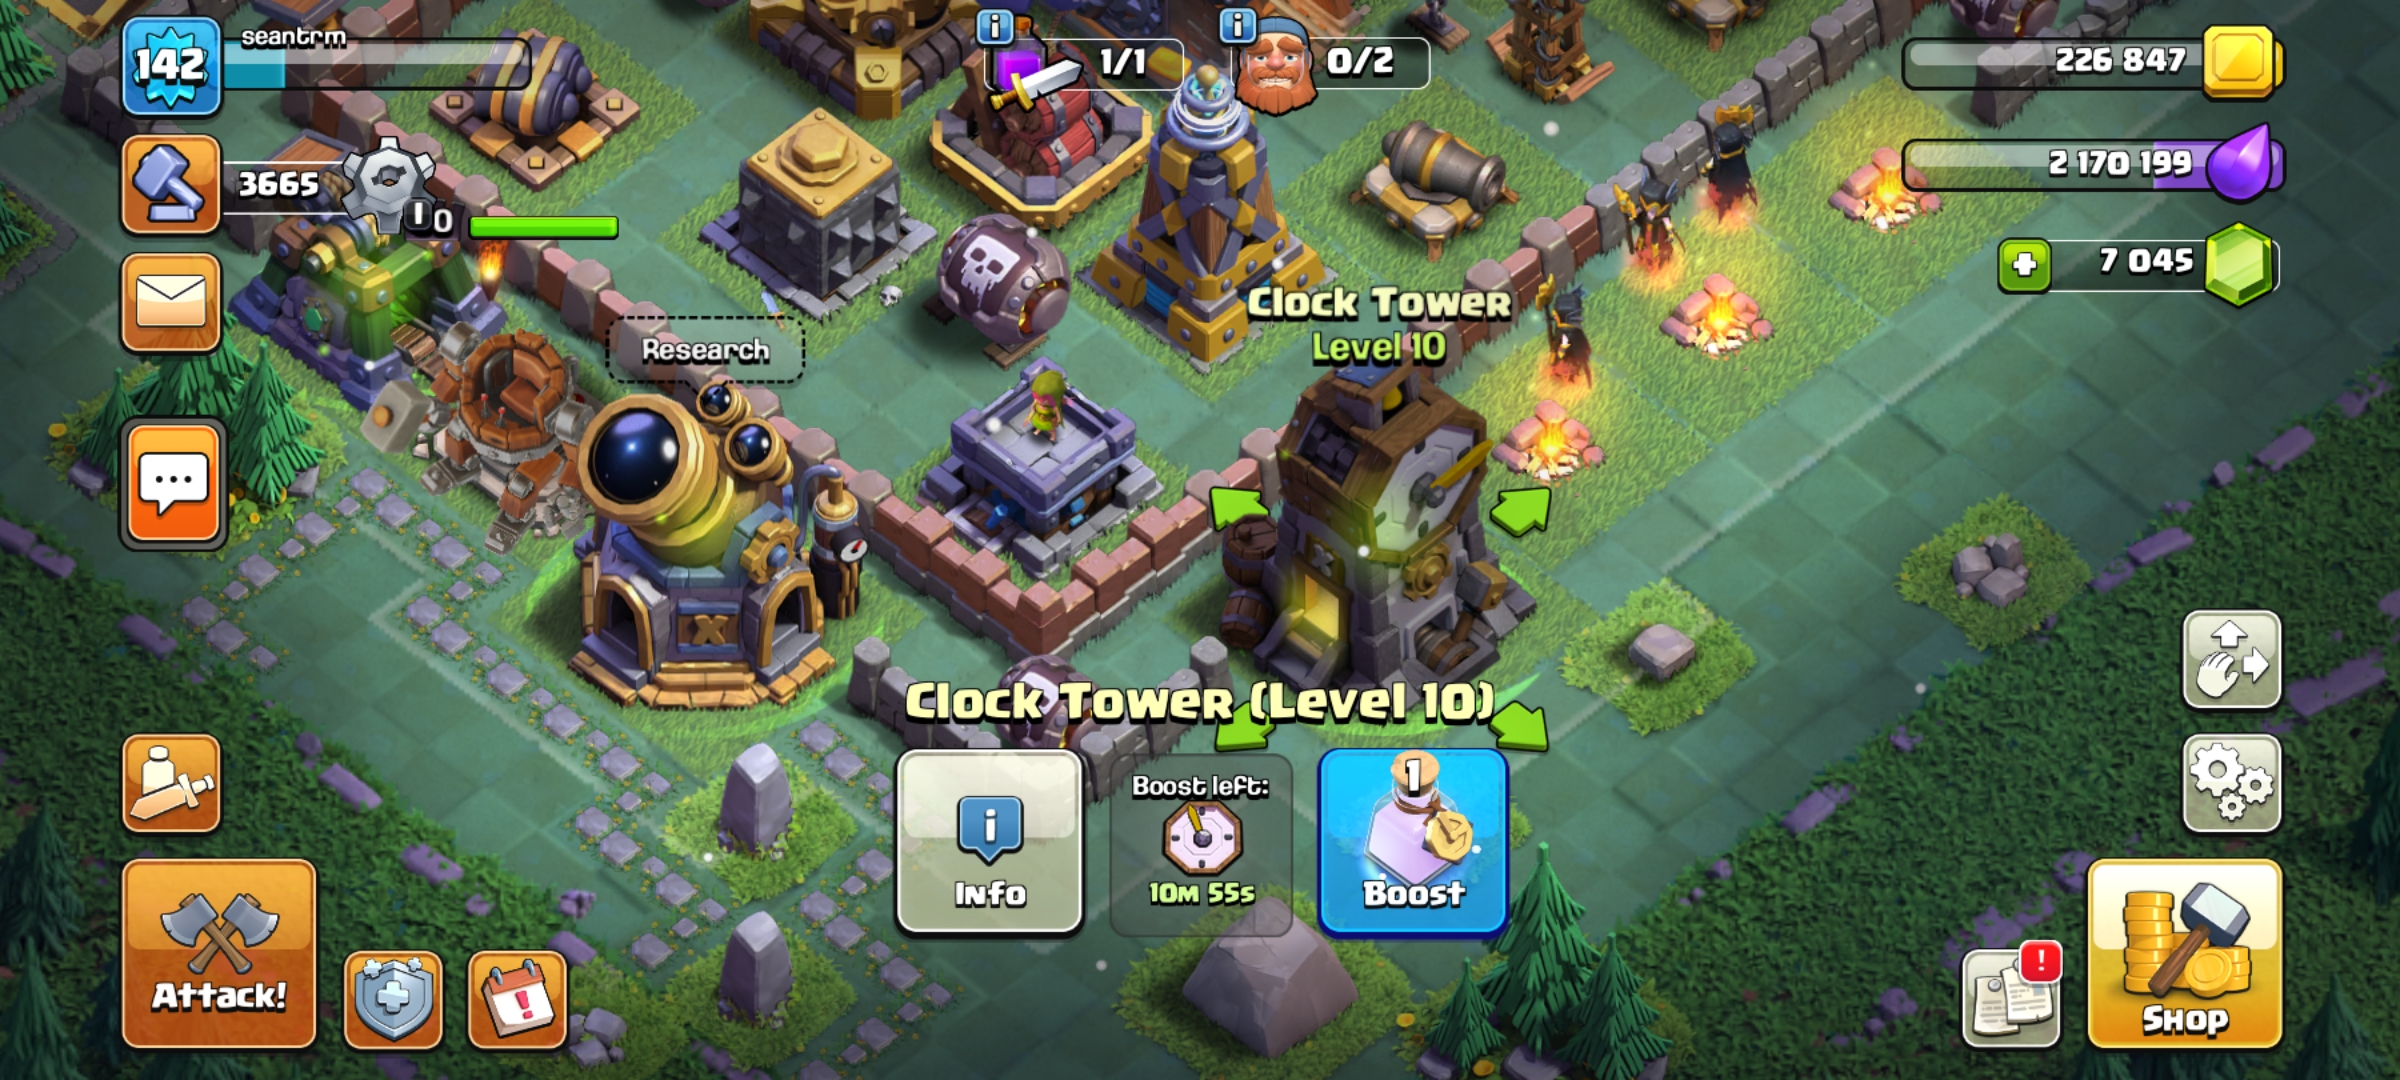 142
seantrm
1/1
0/2
226 847
3665
2 170 199
10
7 045
Clock Tower
Level 10
Research
Clock Tower (Level 10)
Info
Boost left:
10m 55s
1
Boost
Attack!
!
!
Shop